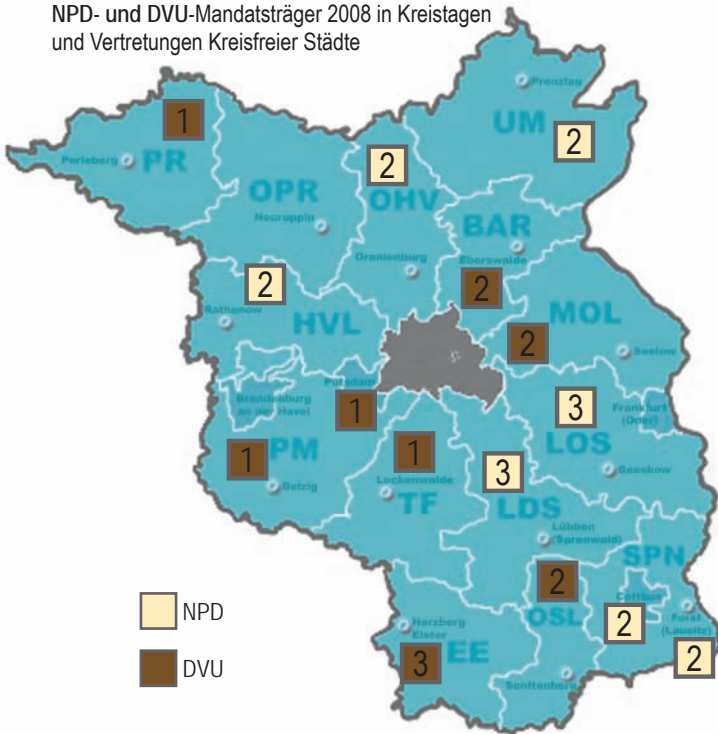 NPD- und DVU-Mandatsträger 2008 in Kreistagen
und Vertretungen Kreisfreier Städte
Prenzlau
1
UM
2
Perleberg
PR
2
OPR
OHV
Neuruppin
BAR
Oranienburg
Eberswalde
2
2
Rathenow
HVL
MOL
2
Seelow
Potsdam
Brandenburg
an der Havel
1
3
Frankfurt
(Oder)
PM
1
1
LOS
Beeskow
Belzig
Luckenwalde
3
TF
LDS
Lübben
(Spreewald)
SPN
2
Cottbus
OSL
NPD
Herzberg
Elster
2
Forst
(Lausitz)
EE
3
2
DVU
Senftenberg